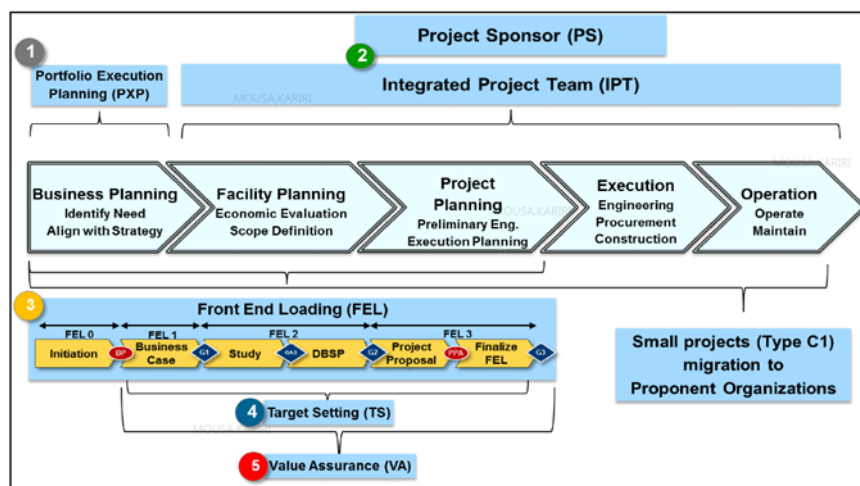 Project Sponsor (PS)
1
2
Portfolio Execution
Planning (PXP)
Integrated Project Team (IPT)
MOUSA.KARIRI
MOUSA.KARIRI
Business Planning
Identify Need
Align with Strategy
Facility Planning
Economic Evaluation
Scope Definition
Project
Planning
Preliminary Eng.
Execution Planning
MOUSA.KARIRI
Execution
Engineering
Procurement
Construction
Operation
Operate
Maintain
3
Front End Loading (FEL)
FEL 0
FEL 1
FEL 2
FEL 3
Initiation
BP
Business
Case
G1
Study
DBSP
G2
Project
Proposal
PPA
Finalize
FEL
G3
Small projects (Type C1)
migration to
Proponent Organizations
4
Target Setting (TS)
MOUSA.KARIRI
5
Value Assurance (VA)